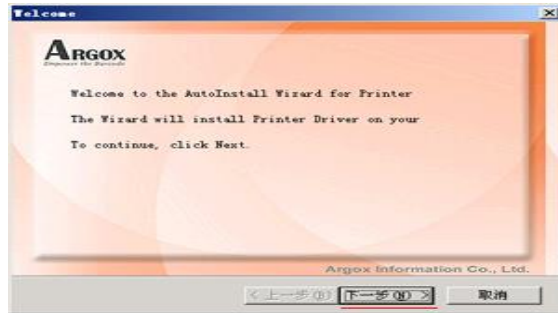 Welcome
ARGOX
Empower the Barcode
Welcome to the AutoInstall Wizard for Printer
The Wizard will install Printer Driver on your
To continue, click Next.
Argox Information Co., Ltd.
< 上一步(B) 下一步(N) > 取消